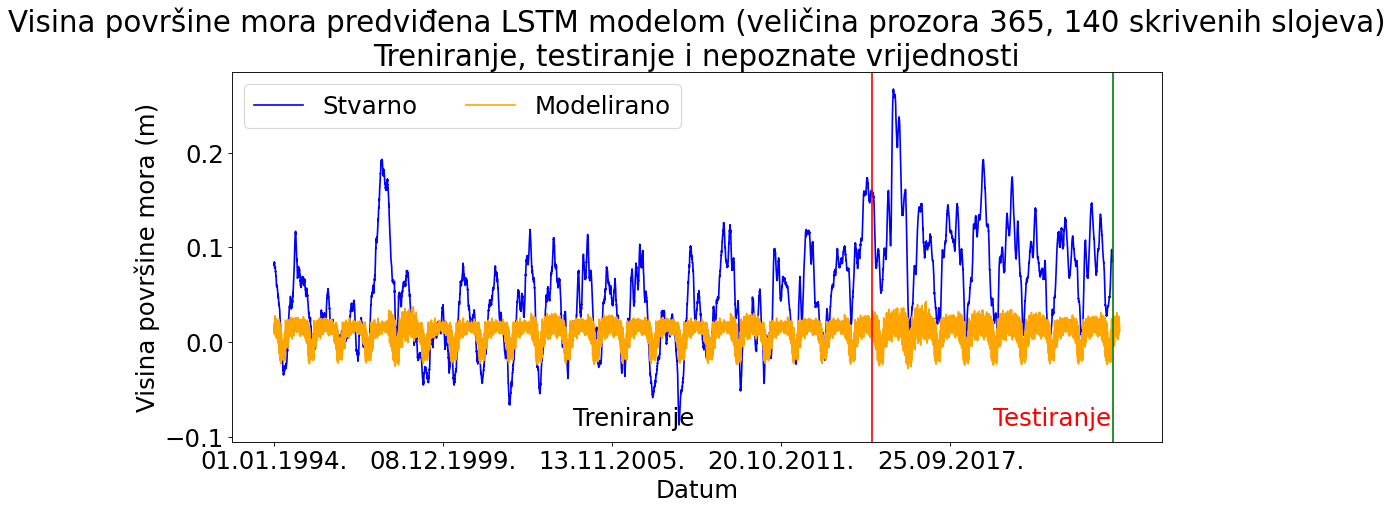 Visina površine mora predviđena LSTM modelom (veličina prozora 365, 140 skrivenih slojeva)
Treniranje, testiranje i nepoznate vrijednosti
Stvarno
Modelirano
Visina površine mora (m)
0.2
0.1
0.0
−0.1
Treniranje
Testiranje
01.01.1994.
08.12.1999.
13.11.2005.
20.10.2011.
25.09.2017.
Datum